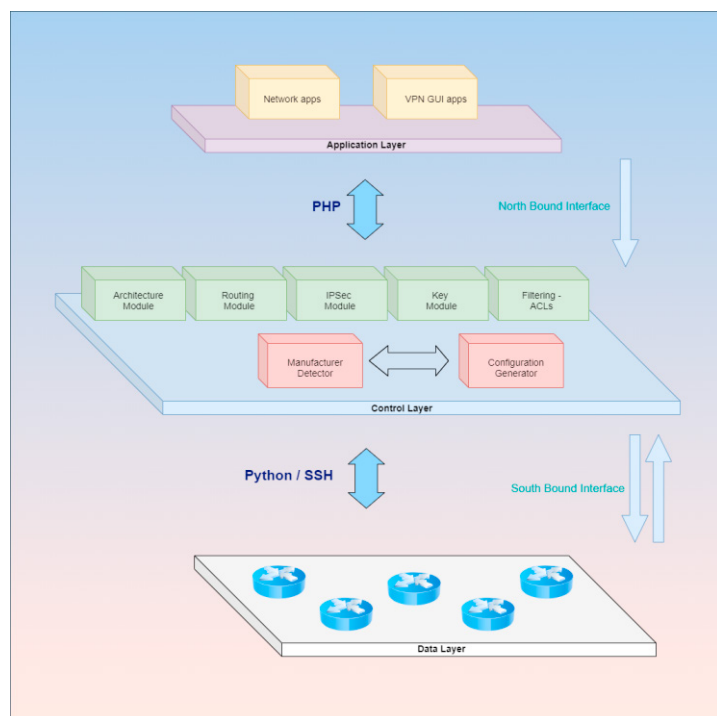 Network apps
VPN GUI apps
Application Layer
PHP
North Bound Interface
Architecture
Module
Routing
Module
IPSec
Module
Key
Module
Filtering -
ACLs
Manufacturer
Detector
Configuration
Generator
Control Layer
Python / SSH
South Bound Interface
Data Layer